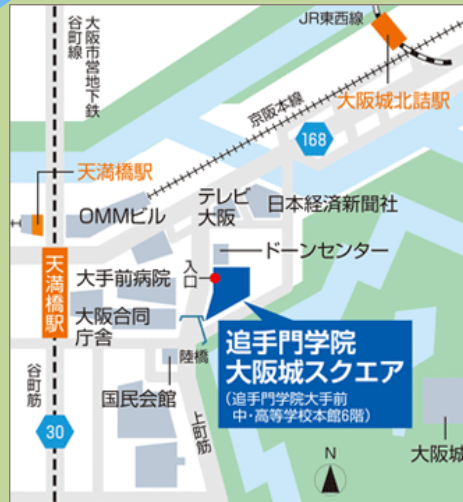 JR東西線
大阪市営地下鉄
谷町線
大阪城北詰駅
京阪本線
168
天満橋駅
OMMビル
テレビ
大阪
日本経済新聞社
ドーンセンター
天満橋駅
大手前病院
入口
大阪合同
庁舎
陸橋
追手門学院
大阪城スクエア
(追手門学院大手前
中・高等学校本館6階)
谷町筋
国民会館
上町筋
30
N
大阪城